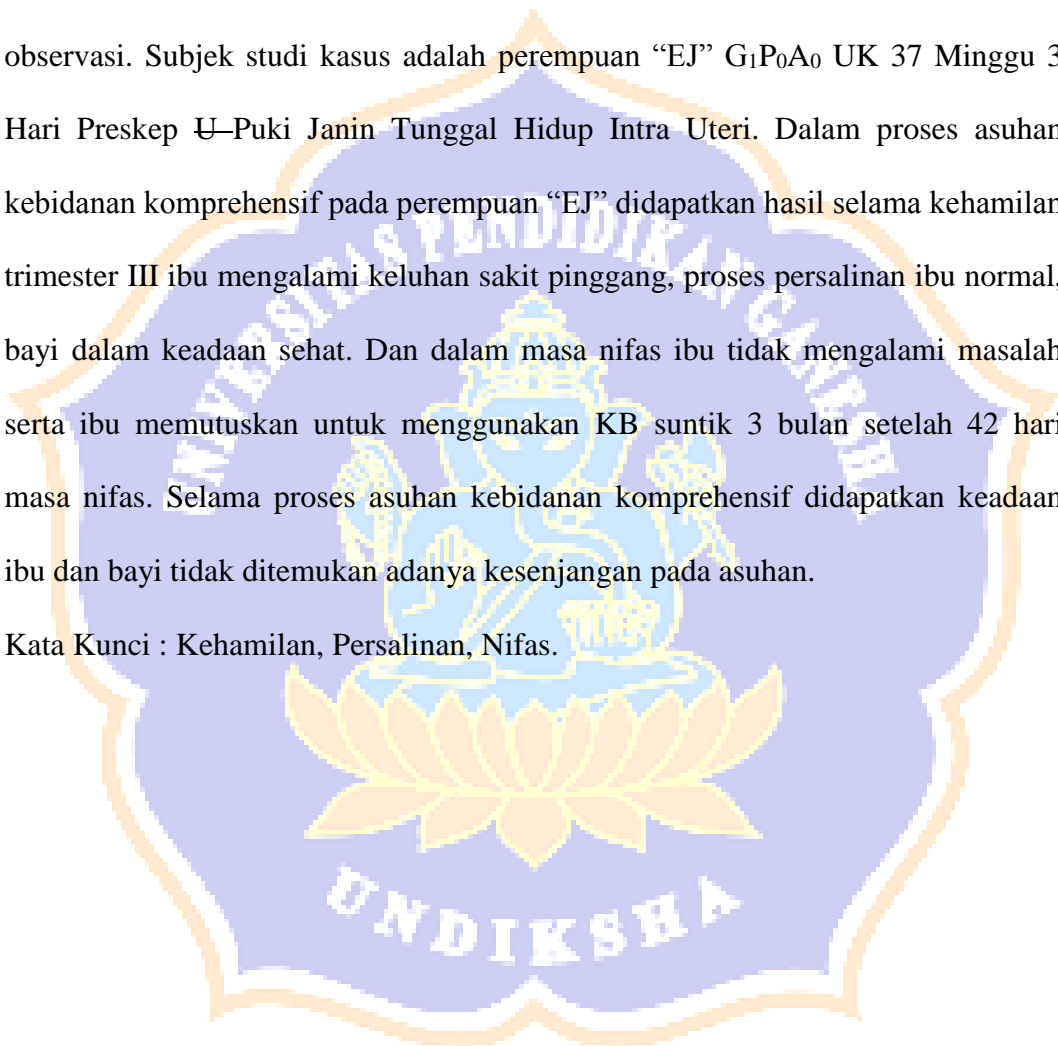 observasi. Subjek studi kasus adalah perempuan “EJ” G₁P₀A₀ UK 37 Minggu 3
Hari Preskep U Puki Janin Tunggal Hidup Intra Uteri. Dalam proses asuhan
kebidanan komprehensif pada perempuan “EJ” didapatkan hasil selama kehamilan
trimester III ibu mengalami keluhan sakit pinggang, proses persalinan ibu normal,
bayi dalam keadaan sehat. Dan dalam masa nifas ibu tidak mengalami masalah
serta ibu memutuskan untuk menggunakan KB suntik 3 bulan setelah 42 hari
masa nifas. Selama proses asuhan kebidanan komprehensif didapatkan keadaan
ibu dan bayi tidak ditemukan adanya kesenjangan pada asuhan.
Kata Kunci : Kehamilan, Persalinan, Nifas.
UNIVERSITAS PENDIDIKAN GANESHA
UNDIKSHA